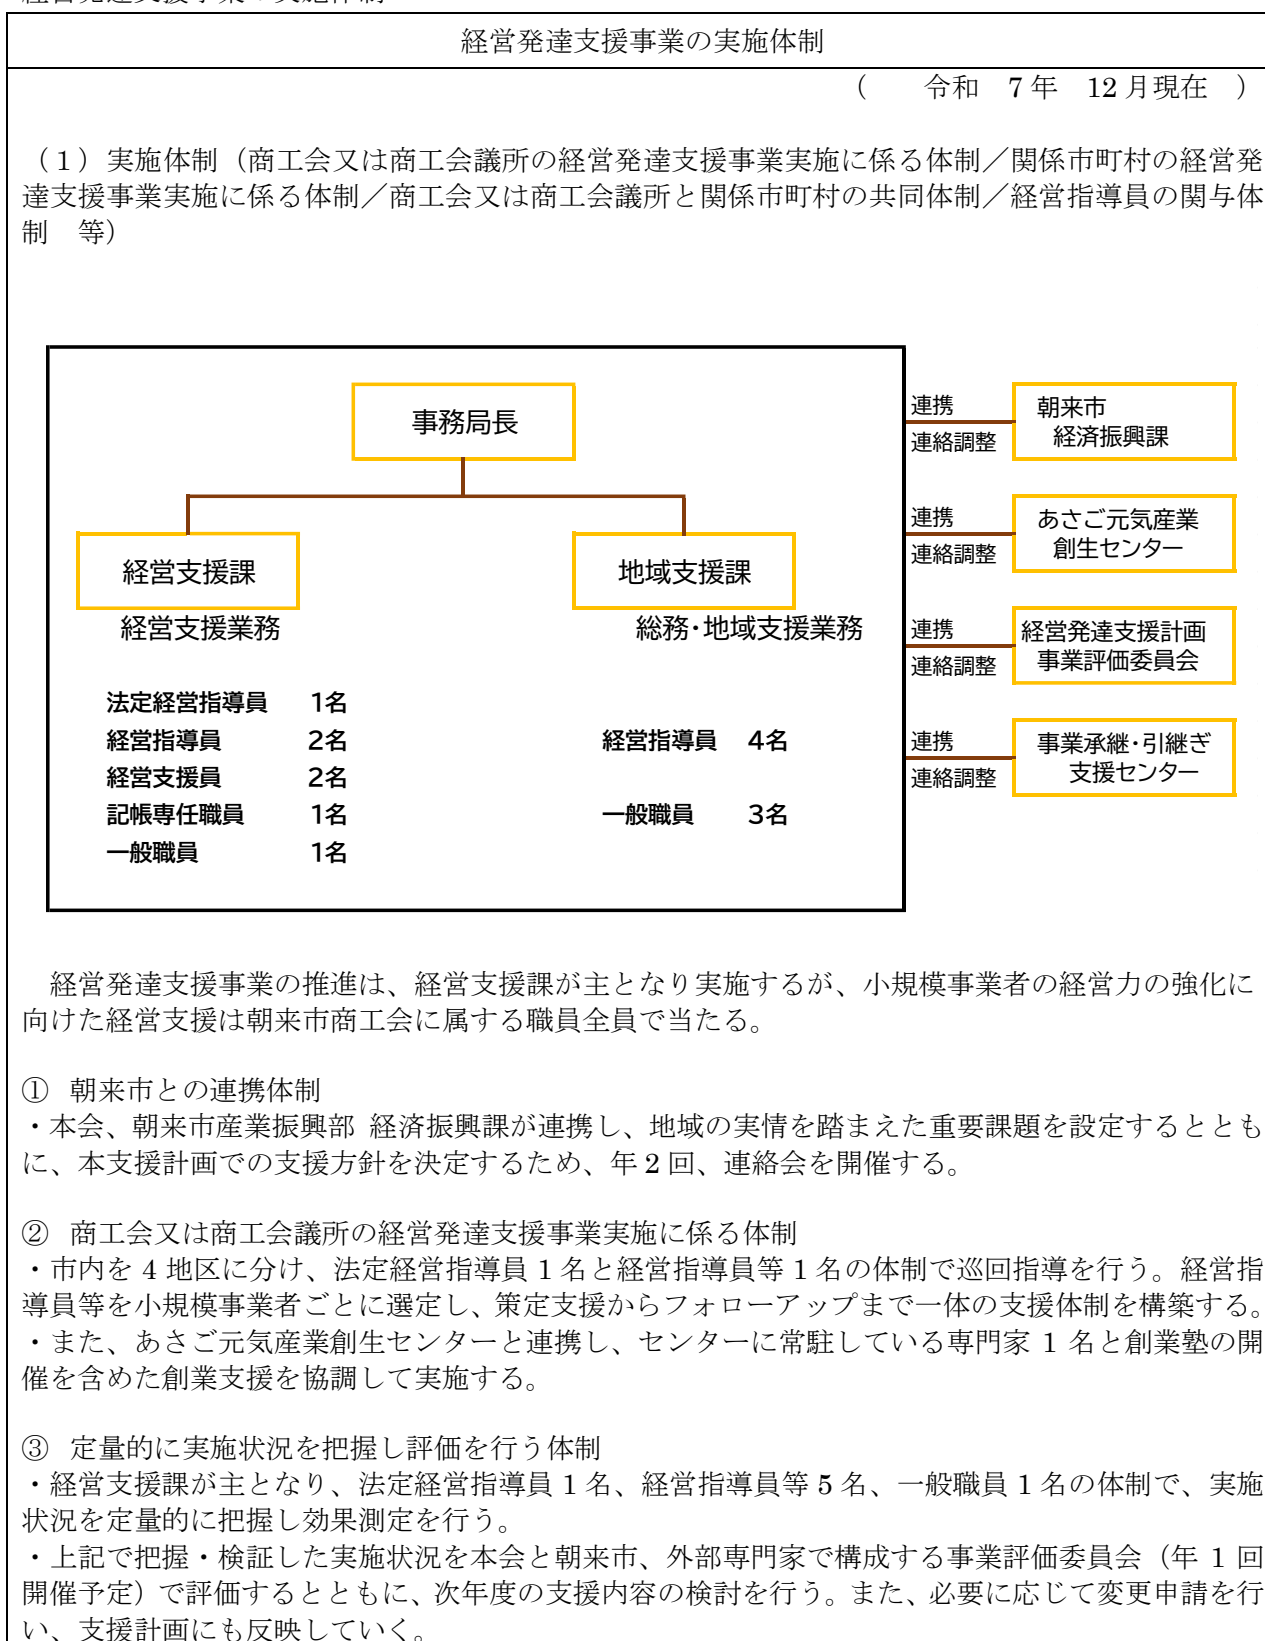 経営発達支援事業の実施体制
経営発達支援事業の実施体制
（　　令和　7 年　12 月現在　）
（１）実施体制（商工会又は商工会議所の経営発達支援事業実施に係る体制／関係市町村の経営発
達支援事業実施に係る体制／商工会又は商工会議所と関係市町村の共同体制／経営指導員の関与体
制　等）
事務局長
経営支援課
経営支援業務
法定経営指導員　1名
経営指導員　2名
経営支援員　2名
記帳専任職員　1名
一般職員　1名
地域支援課
総務・地域支援業務
経営指導員　4名
一般職員　3名
連携
連絡調整
朝来市
経済振興課
連携
連絡調整
あさご元気産業
創生センター
連携
連絡調整
経営発達支援計画
事業評価委員会
連携
連絡調整
事業承継・引継ぎ
支援センター
　経営発達支援事業の推進は、経営支援課が主となり実施するが、小規模事業者の経営力の強化に
向けた経営支援は朝来市商工会に属する職員全員で当たる。
①　朝来市との連携体制
・本会、朝来市産業振興部 経済振興課が連携し、地域の実情を踏まえた重要課題を設定するととも
に、本支援計画での支援方針を決定するため、年 2 回、連絡会を開催する。
②　商工会又は商工会議所の経営発達支援事業実施に係る体制
・市内を 4 地区に分け、法定経営指導員 1 名と経営指導員等 1 名の体制で巡回指導を行う。経営指
導員等を小規模事業者ごとに選定し、策定支援からフォローアップまで一体の支援体制を構築する。
・また、あさご元気産業創生センターと連携し、センターに常駐している専門家 1 名と創業塾の開
催を含めた創業支援を協調して実施する。
③　定量的に実施状況を把握し評価を行う体制
・経営支援課が主となり、法定経営指導員 1 名、経営指導員等 5 名、一般職員 1 名の体制で、実施
状況を定量的に把握し効果測定を行う。
・上記で把握・検証した実施状況を本会と朝来市、外部専門家で構成する事業評価委員会（年 1 回
開催予定）で評価するとともに、次年度の支援内容の検討を行う。また、必要に応じて変更申請を行
い、支援計画にも反映していく。